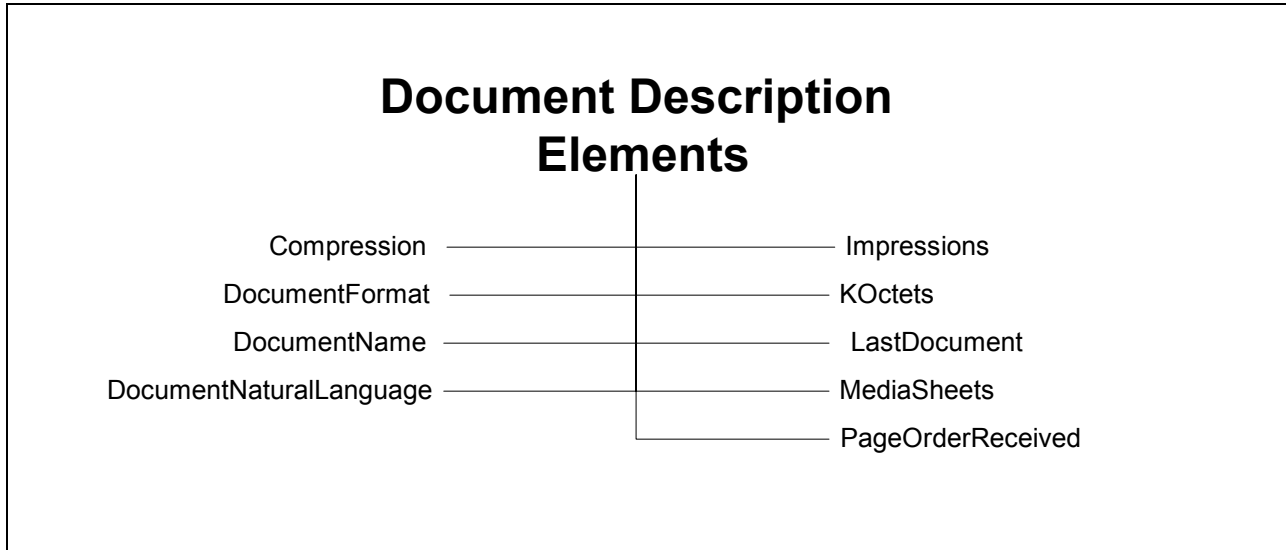 Document Description
Elements
Compression
Impressions
DocumentFormat
KOctets
DocumentName
LastDocument
DocumentNaturalLanguage
MediaSheets
PageOrderReceived